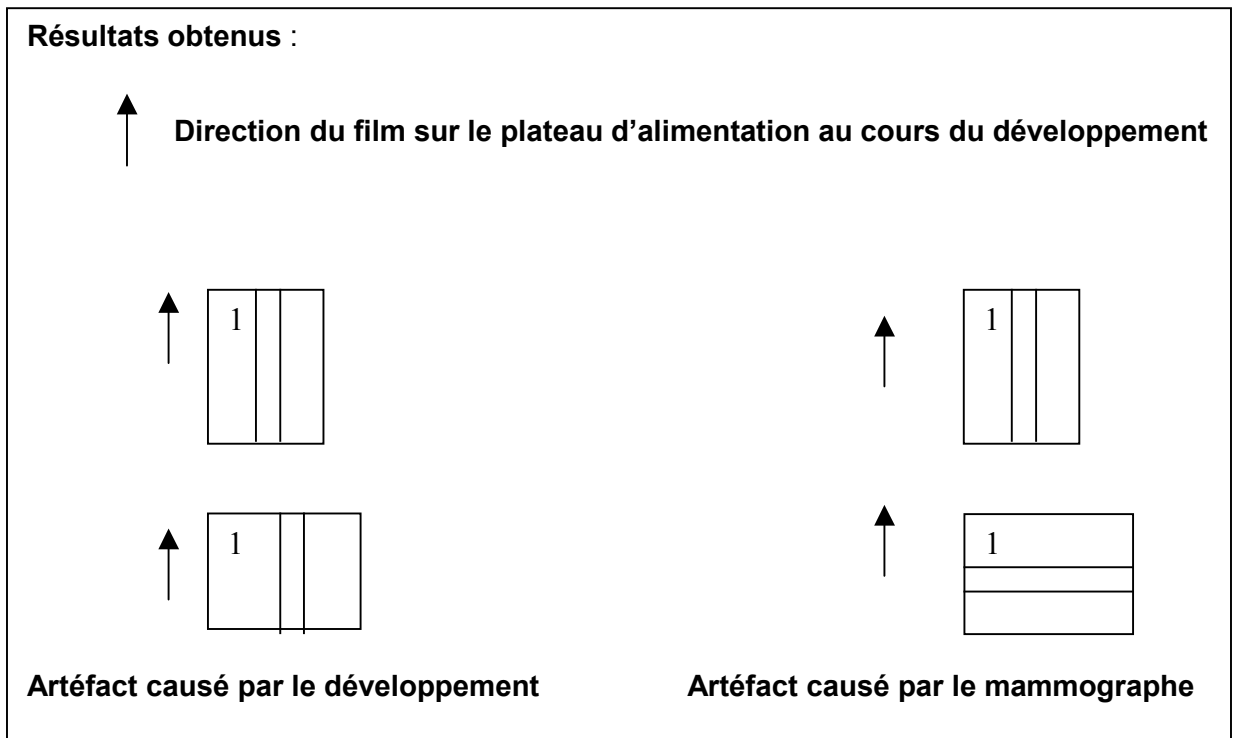 Résultats obtenus :
Direction du film sur le plateau d’alimentation au cours du développement
1
1
1
1
Artéfact causé par le développement
Artéfact causé par le mammographe